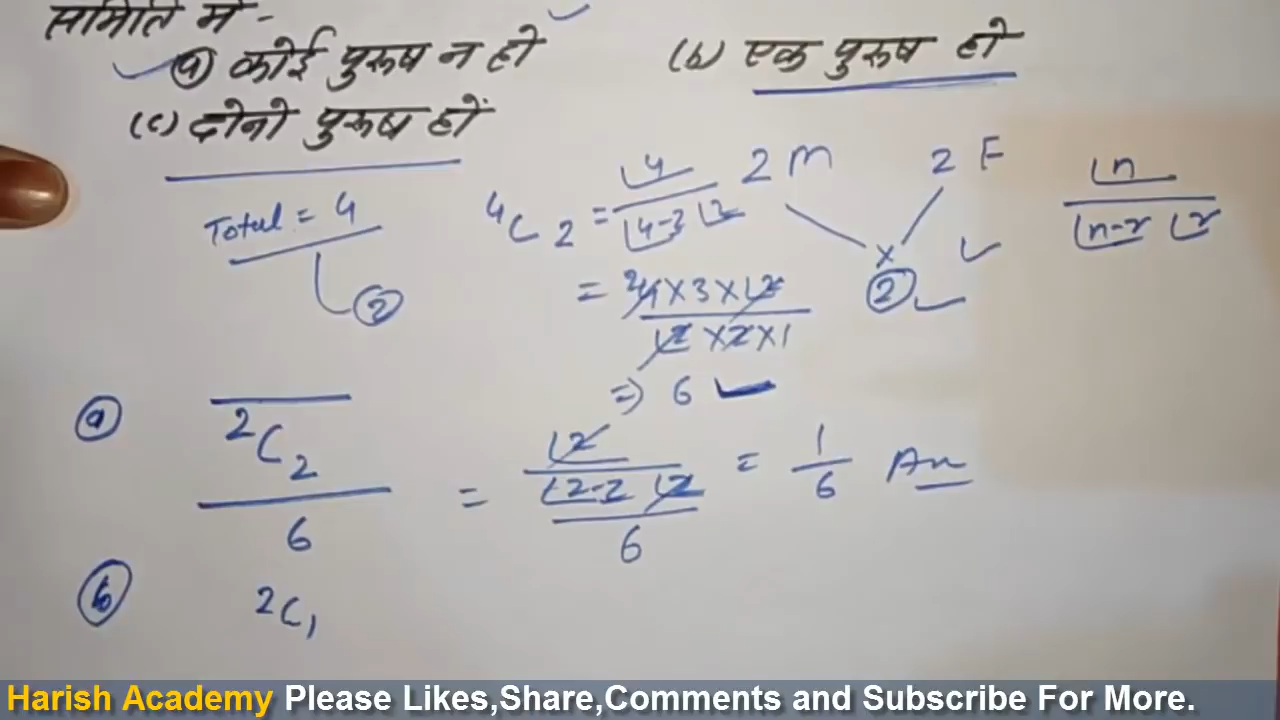 समिति में -
(a) कोई पुरुष न हो (b) एक पुरुष हो
(c) दोनो पुरुष हों
Total = 4
2
⁴C₂ = ⌊4 / ⌊4-2 ⌊2
2 M 2 F
2
⌊n / ⌊n-r ⌊r
= 4×3×⌊2 / ⌊2×2×1
=> 6
(a) ²C₂ / 6 = ⌊2 / ⌊2-2 ⌊2 / 6 = 1/6 Ans
(b) ²C₁
Harish Academy Please Likes,Share,Comments and Subscribe For More.